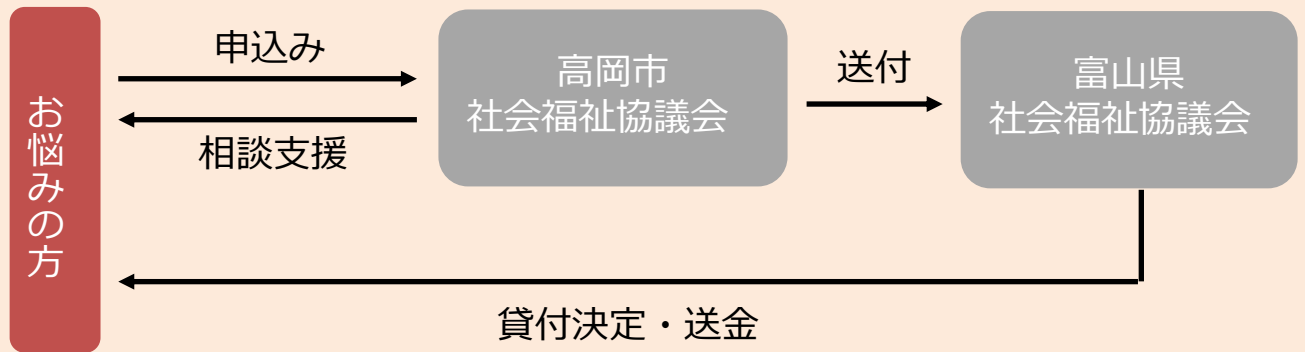 お悩みの方
申込み
相談支援
高岡市
社会福祉協議会
送付
富山県
社会福祉協議会
貸付決定・送金